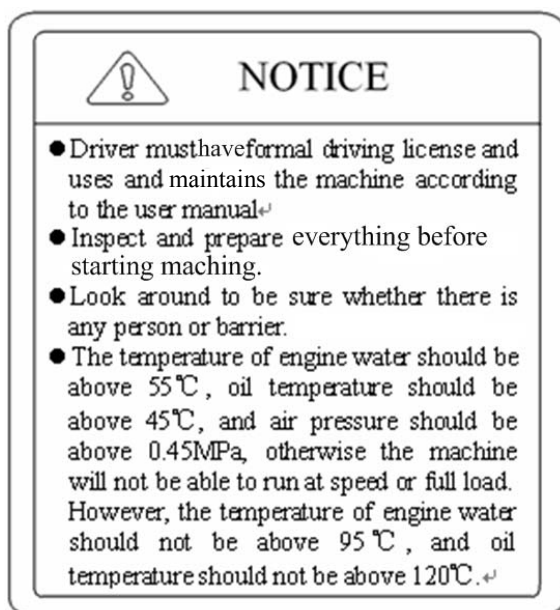 NOTICE
●Driver musthaveformal driving license and
uses and maintains the machine according
to the user manual↵
●Inspect and prepare everything before
starting maching.
●Look around to be sure whether there is
any person or barrier.
● The temperature of engine water should be
above 55℃, oil temperature should be
above 45℃, and air pressure should be
above 0.45MPa, otherwise the machine
will not be able to run at speed or full load.
However, the temperature of engine water
should not be above 95℃, and oil
temperature should not be above 120℃.↵